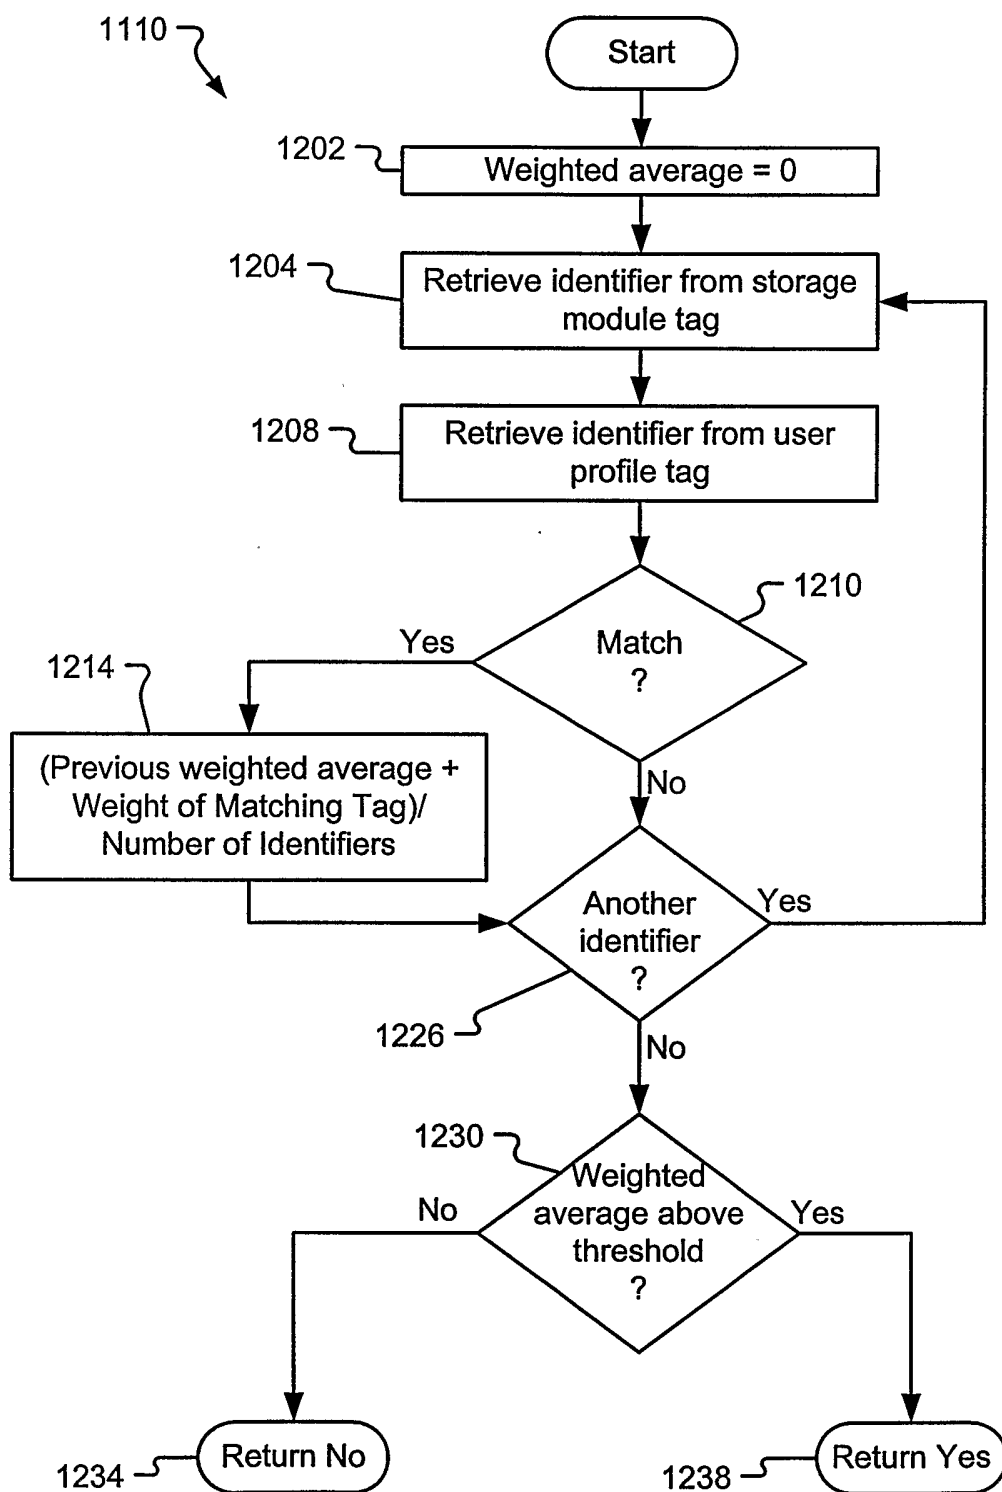 1110
Start
1202
Weighted average = 0
1204
Retrieve identifier from storage
module tag
1208
Retrieve identifier from user
profile tag
1210
Match
?
Yes
No
1214
(Previous weighted average +
Weight of Matching Tag)/
Number of Identifiers
Another
identifier
?
Yes
1226
No
1230
Weighted
average above
threshold
?
No
Yes
Return No
1234
Return Yes
1238